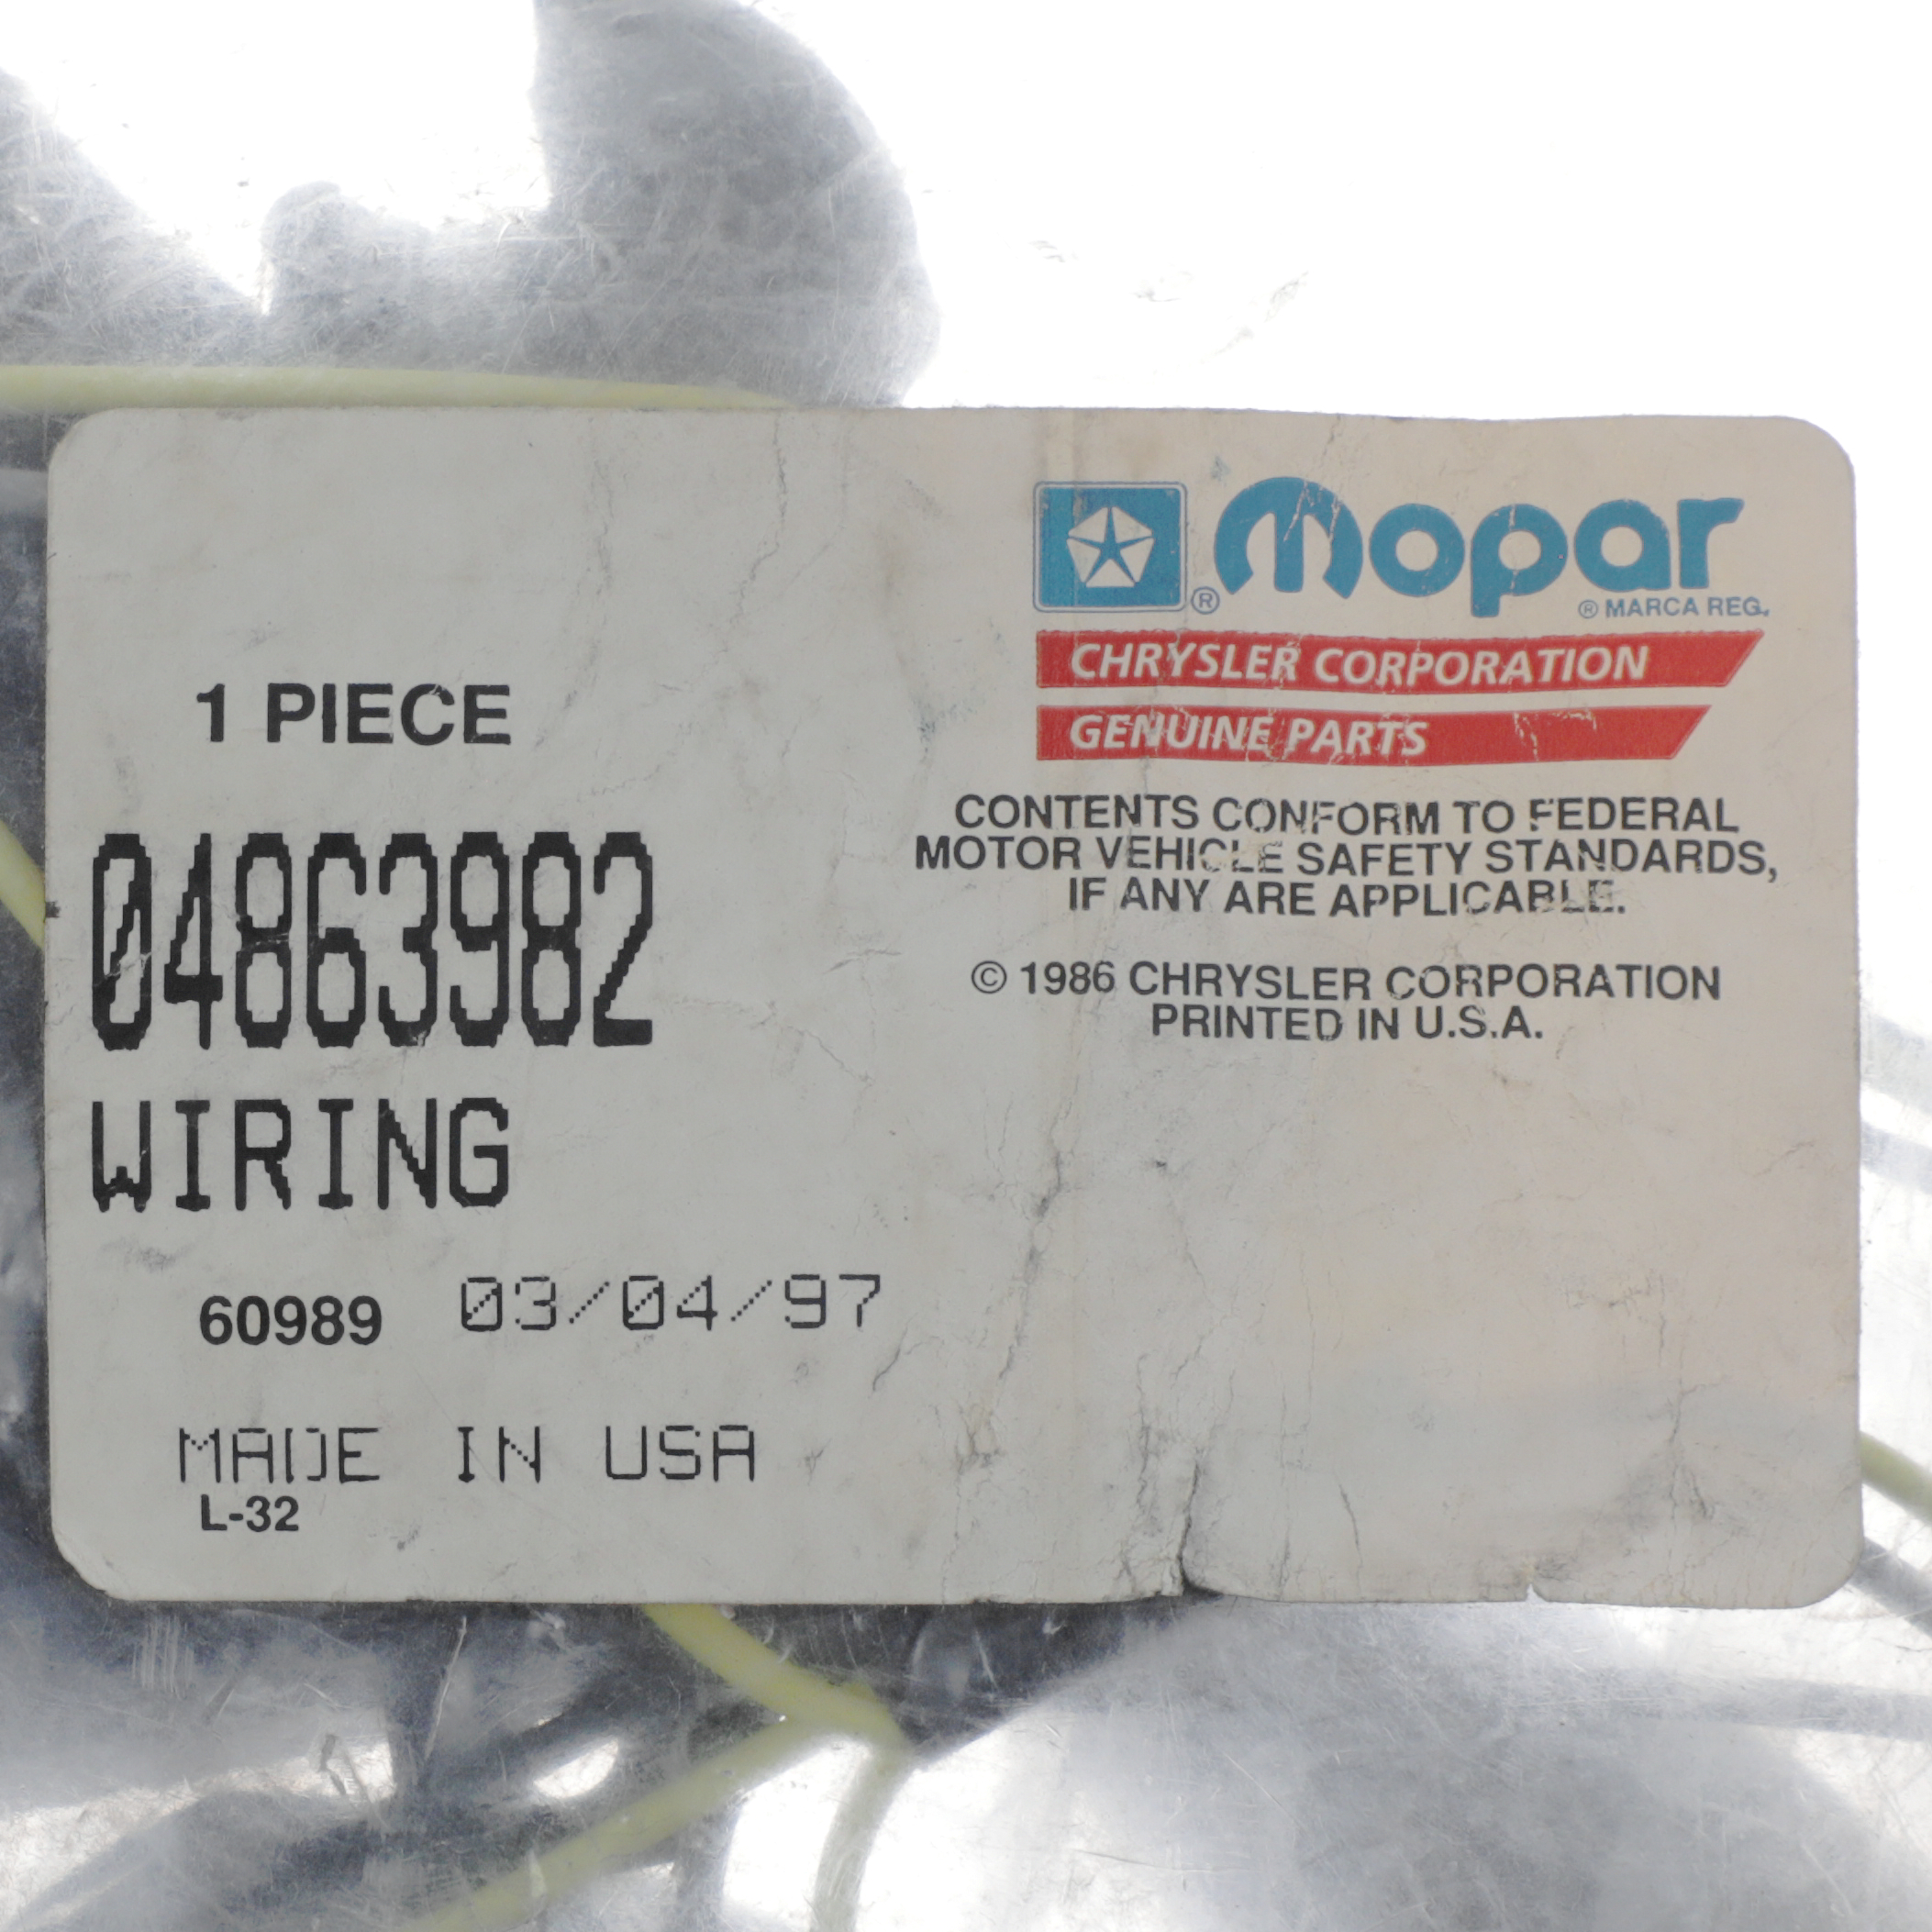 1 PIECE
04863982
WIRING
60989 03/04/97
MADE IN USA
L-32
® mopar
® MARCA REG.
CHRYSLER CORPORATION
GENUINE PARTS
CONTENTS CONFORM TO FEDERAL
MOTOR VEHICLE SAFETY STANDARDS,
IF ANY ARE APPLICABLE.
© 1986 CHRYSLER CORPORATION
PRINTED IN U.S.A.